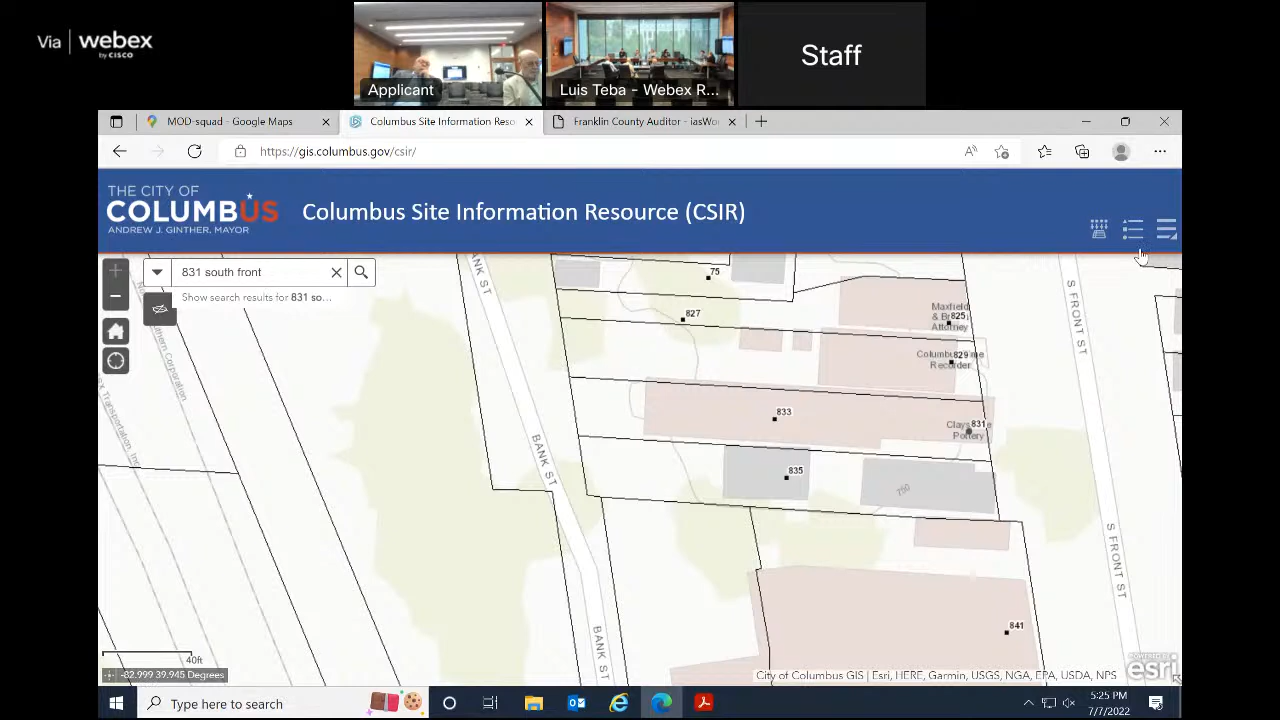 Via webex
by CISCO
Applicant
Luis Teba - Webex R...
Staff
MOD-squad - Google Maps
Columbus Site Information Reso
Franklin County Auditor - iasWo
https://gis.columbus.gov/csir/
THE CITY OF
COLUMBUS
ANDREW J. GINTHER, MAYOR
Columbus Site Information Resource (CSIR)
831 south front
Show search results for 831 so...
BANK ST
75
827
Maxfield
825
Attorney
829
Recorder
833
831
Pottery
835
750
841
S FRONT ST
S FRONT ST
BANK ST
BANK ST
40ft
-82.999 39.945 Degrees
City of Columbus GIS | Esri, HERE, Garmin, USGS, NGA, EPA, USDA, NPS
POWERED BY
esri
Type here to search
5:25 PM
7/7/2022